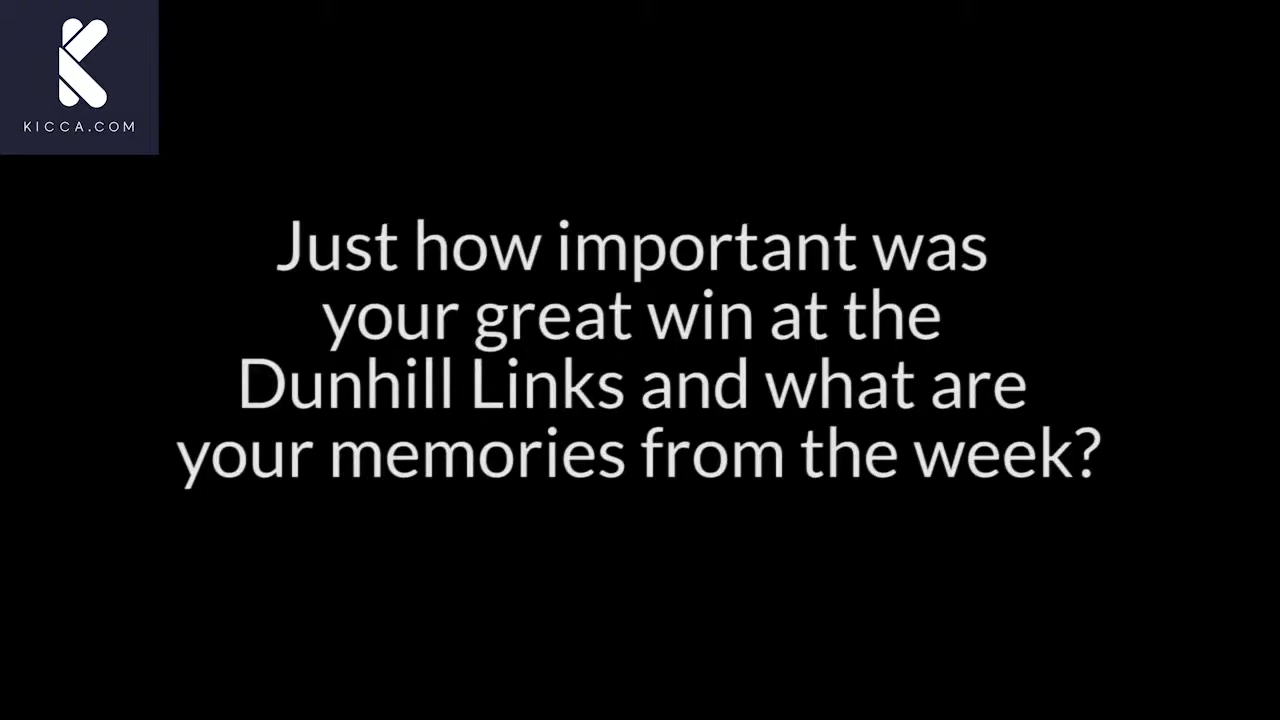 KICCA.COM
Just how important was
your great win at the
Dunhill Links and what are
your memories from the week?